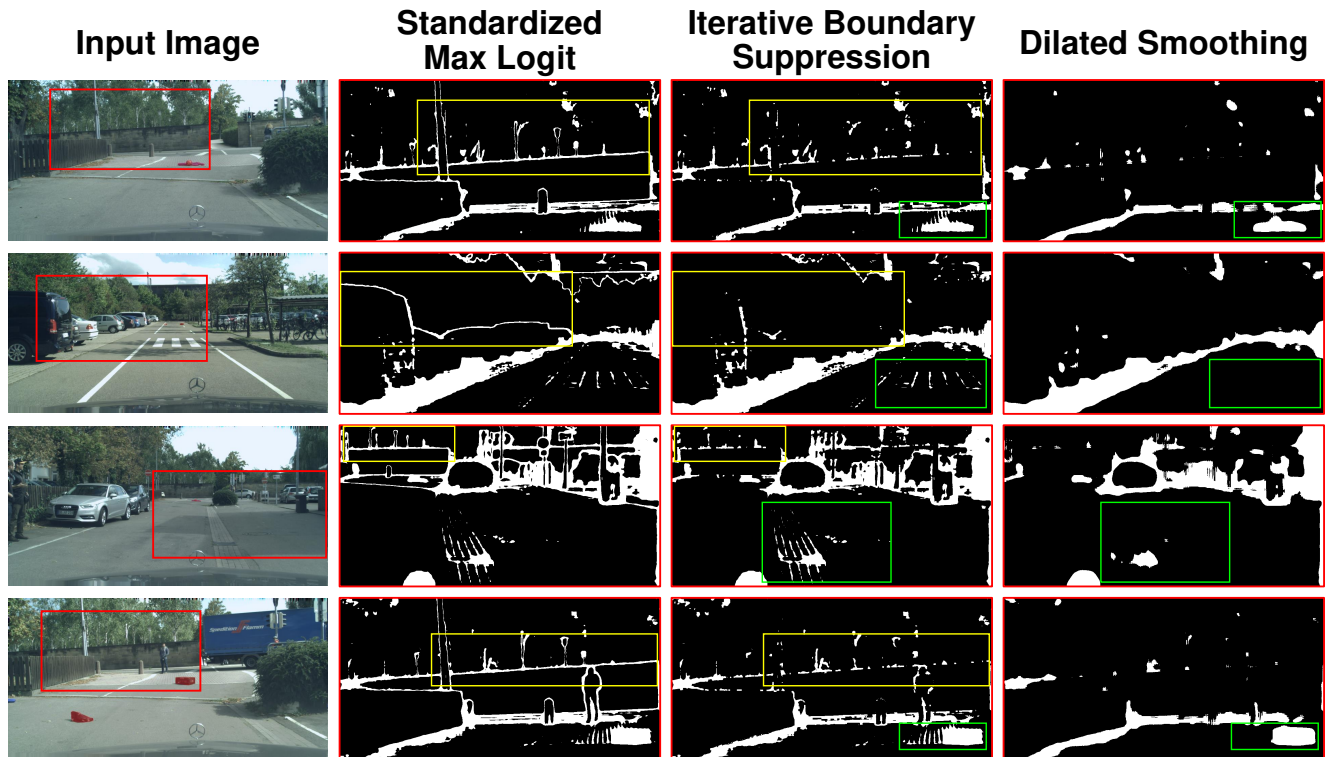 Input Image
Standardized
Max Logit
Iterative Boundary
Suppression
Dilated Smoothing